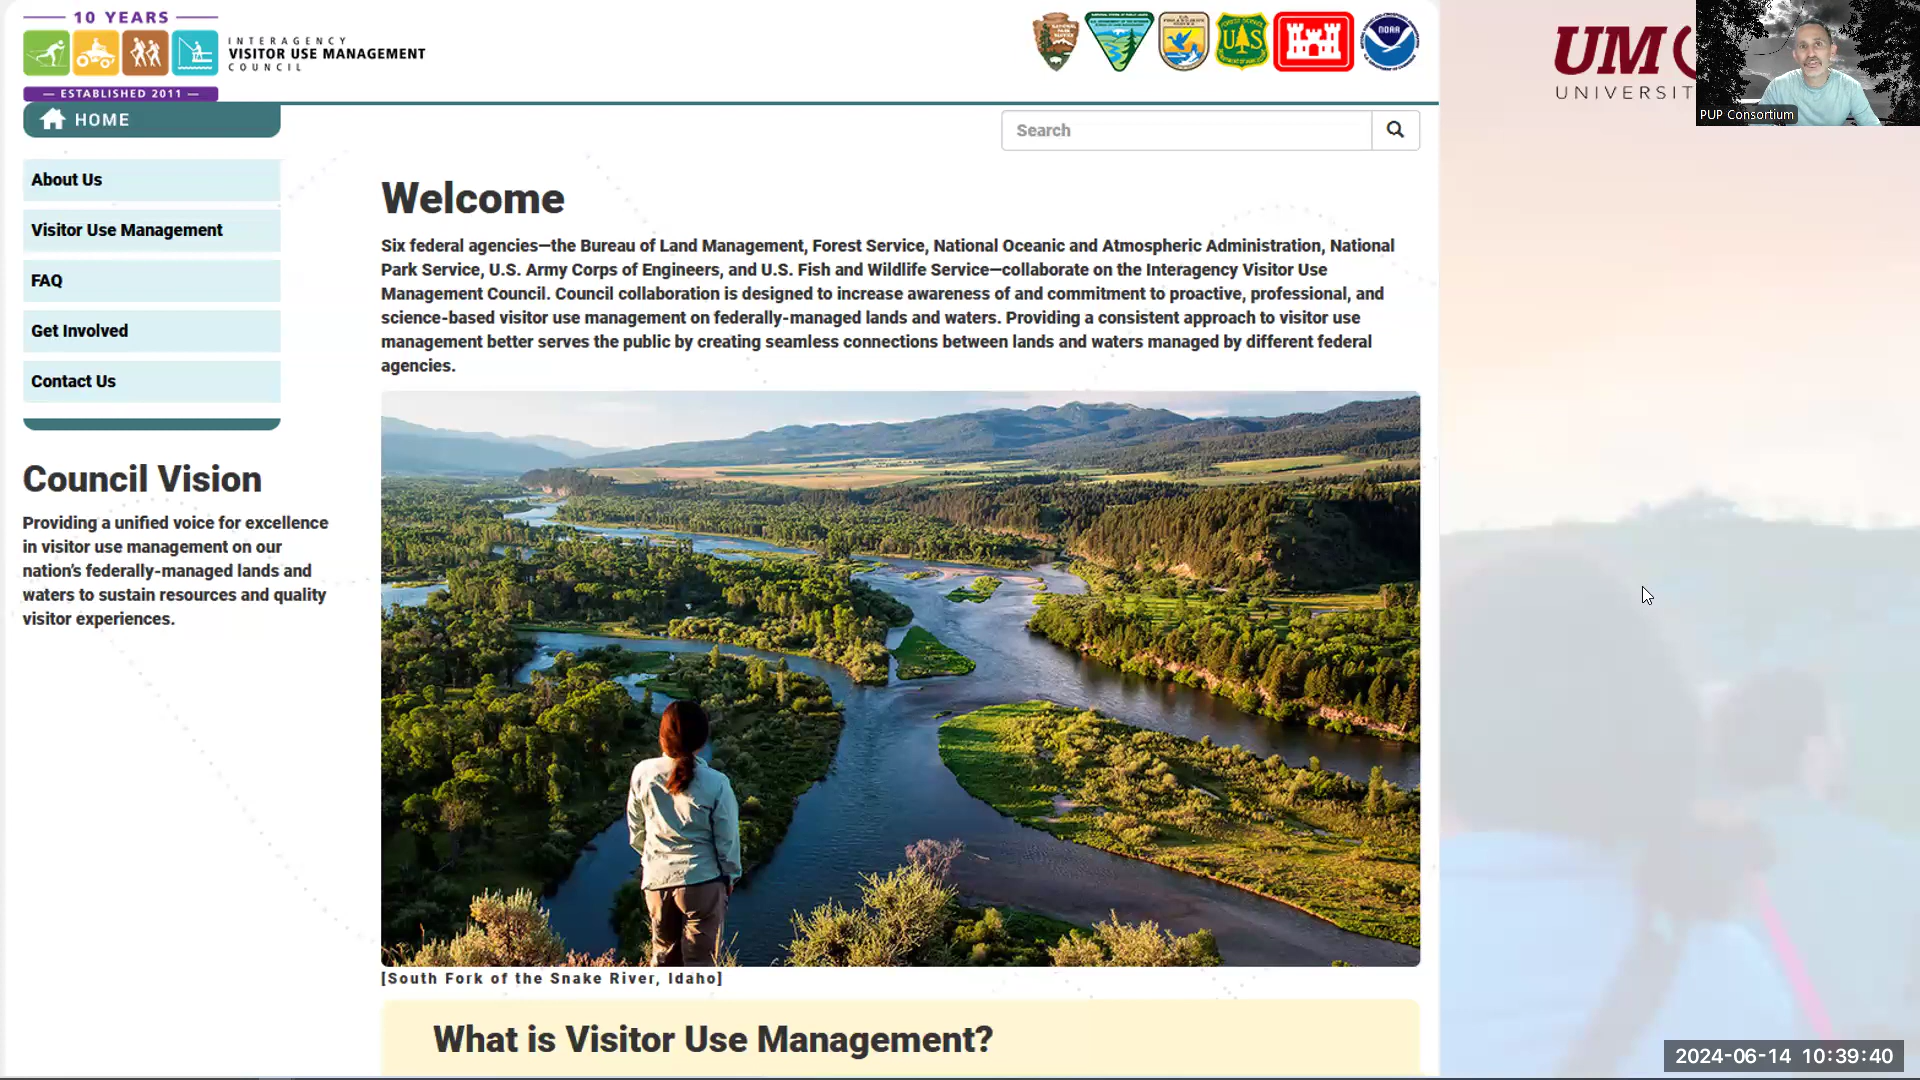 10 YEARS
INTERAGENCY
VISITOR USE MANAGEMENT
COUNCIL
— ESTABLISHED 2011 —
UAS
NOAA
UM
UNIVERSIT
PUP Consortium
HOME
Search
About Us
Visitor Use Management
FAQ
Get Involved
Contact Us
Council Vision
Providing a unified voice for excellence
in visitor use management on our
nation's federally-managed lands and
waters to sustain resources and quality
visitor experiences.
Welcome
Six federal agencies—the Bureau of Land Management, Forest Service, National Oceanic and Atmospheric Administration, National
Park Service, U.S. Army Corps of Engineers, and U.S. Fish and Wildlife Service—collaborate on the Interagency Visitor Use
Management Council. Council collaboration is designed to increase awareness of and commitment to proactive, professional, and
science-based visitor use management on federally-managed lands and waters. Providing a consistent approach to visitor use
management better serves the public by creating seamless connections between lands and waters managed by different federal
agencies.
[South Fork of the Snake River, Idaho]
What is Visitor Use Management?
2024-06-14 10:39:40